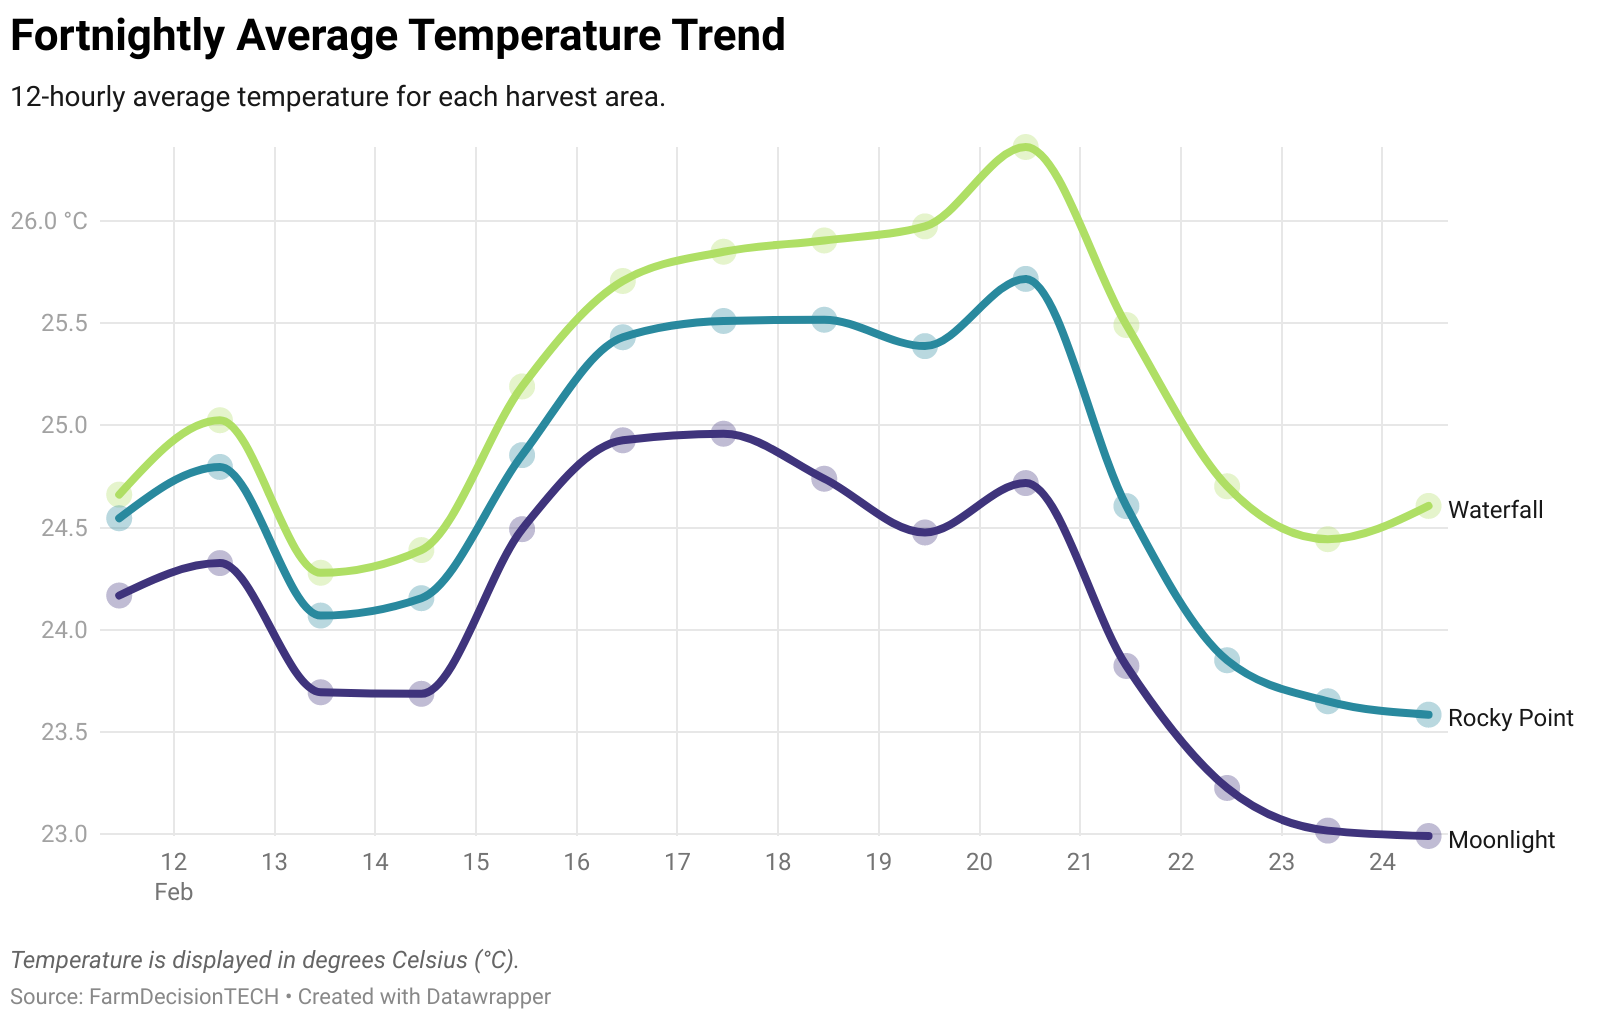 Fortnightly Average Temperature Trend
12-hourly average temperature for each harvest area.
26.0 °C
25.5
25.0
24.5
24.0
23.5
23.0
Waterfall
Rocky Point
Moonlight
12 13 14 15 16 17 18 19 20 21 22 23 24
Feb
Temperature is displayed in degrees Celsius (°C).
Source: FarmDecisionTECH • Created with Datawrapper